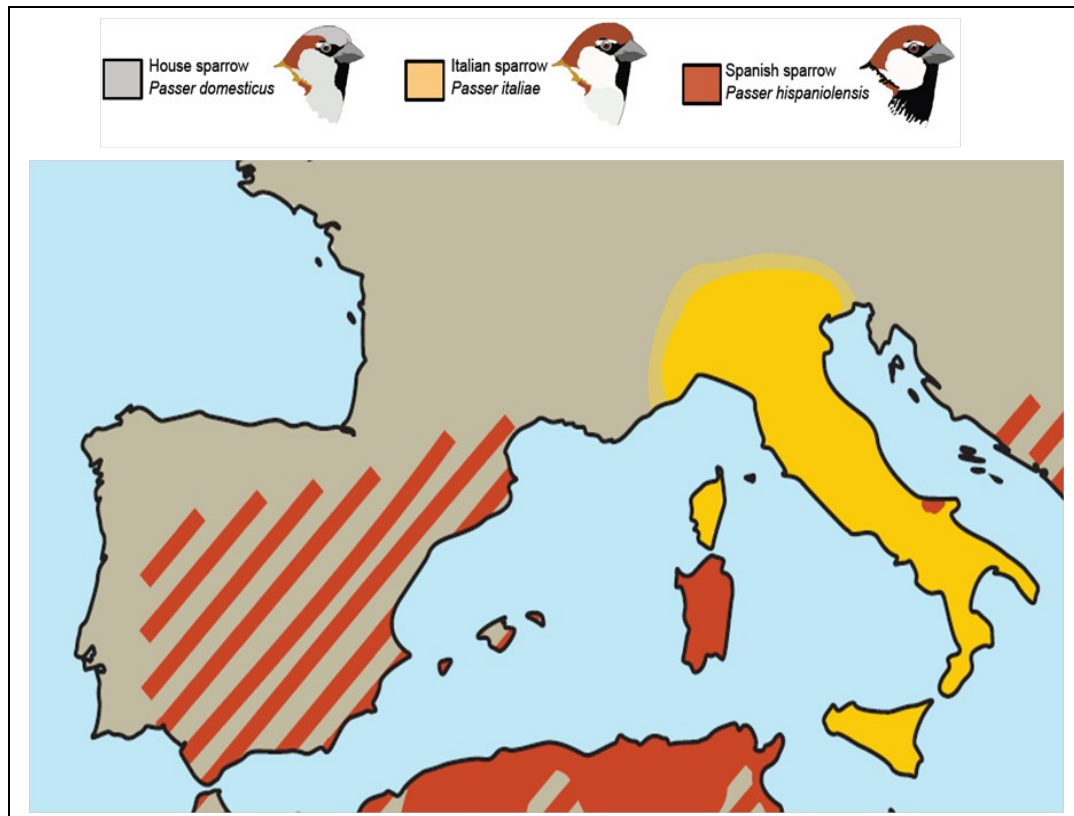 House sparrow
Passer domesticus
Italian sparrow
Passer italiae
Spanish sparrow
Passer hispaniolensis